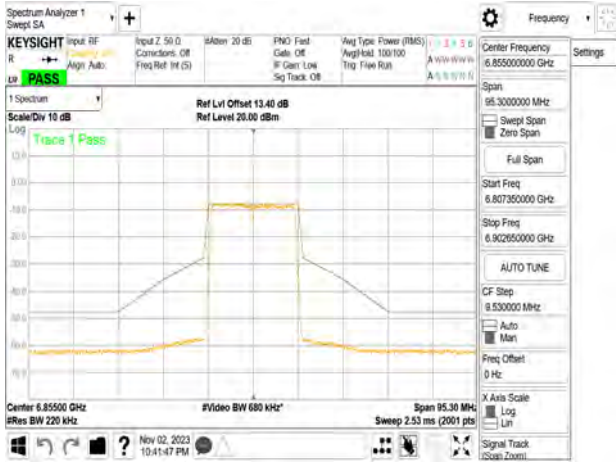 Spectrum Analyzer 1
Swept SA
Frequency
KEYSIGHT
Input: RF
Align: Auto
Input Z: 50 Ω
Corrections: Off
Freq Ref: Int (S)
#Atten: 20 dB
PNO: Fast
Gate: Off
IF Gain: Low
Sig Track: Off
Avg Type: Power (RMS)
Avg|Hold: 100/100
Trig: Free Run
PASS
1 Spectrum
Scale/Div 10 dB
Ref Lvl Offset 13.40 dB
Ref Level 20.00 dBm
Log
Trace 1 Pass
Center 6.85500 GHz
#Res BW 220 kHz
#Video BW 680 kHz*
Span 95.30 MHz
Sweep 2.53 ms (2001 pts
Nov 02, 2023
10:41:47 PM
Center Frequency
6.855000000 GHz
Settings
Span
95.3000000 MHz
Swept Span
Zero Span
Full Span
Start Freq
6.807350000 GHz
Stop Freq
6.902650000 GHz
AUTO TUNE
CF Step
9.530000 MHz
Auto
Man
Freq Offset
0 Hz
X Axis Scale
Log
Lin
Signal Track
(Span Zoom)